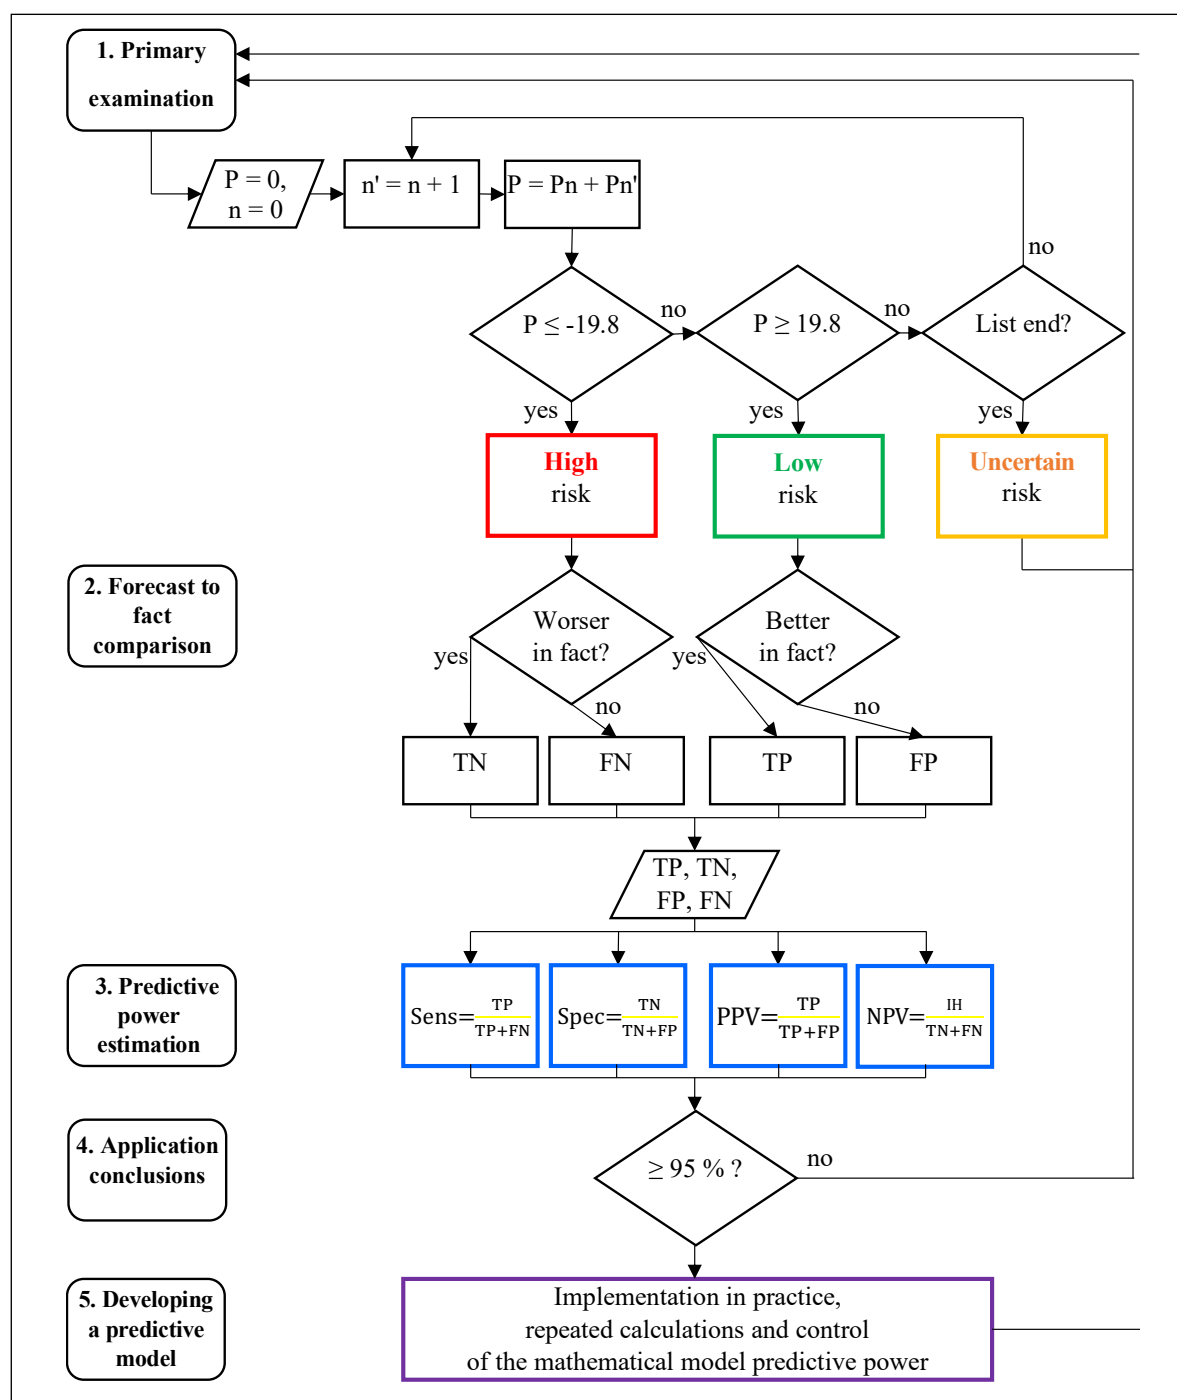 1. Primary
examination
P = 0,
n = 0
n' = n + 1
P = Pn + Pn'
no
P ≤ -19.8
no
P ≥ 19.8
no
List end?
yes
yes
yes
High
risk
Low
risk
Uncertain
risk
2. Forecast to
fact
comparison
Worser
in fact?
Better
in fact?
yes
no
yes
no
TN
FN
TP
FP
TP, TN,
FP, FN
3. Predictive
power
estimation
Sens=TP/TP+FN
Spec=TN/TN+FP
PPV=TP/TP+FP
NPV=IH/TN+FN
4. Application
conclusions
≥ 95 % ?
no
5. Developing
a predictive
model
Implementation in practice,
repeated calculations and control
of the mathematical model predictive power